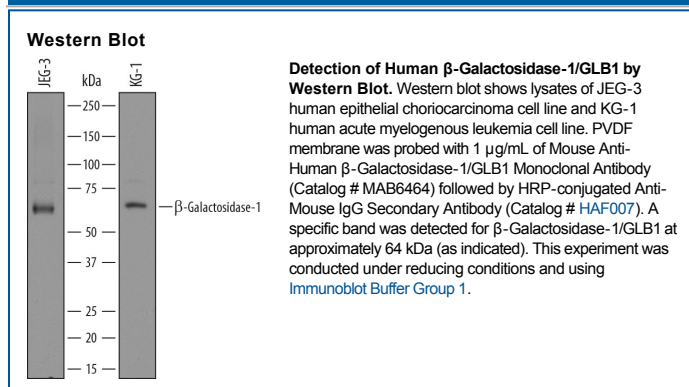 Western Blot
JEG-3
kDa
KG-1
250
150
100
75
β-Galactosidase-1
50
37
25
20
15
Detection of Human β-Galactosidase-1/GLB1 by
Western Blot. Western blot shows lysates of JEG-3
human epithelial choriocarcinoma cell line and KG-1
human acute myelogenous leukemia cell line. PVDF
membrane was probed with 1 µg/mL of Mouse Anti-
Human β-Galactosidase-1/GLB1 Monoclonal Antibody
(Catalog # MAB6464) followed by HRP-conjugated Anti-
Mouse IgG Secondary Antibody (Catalog # HAF007). A
specific band was detected for β-Galactosidase-1/GLB1 at
approximately 64 kDa (as indicated). This experiment was
conducted under reducing conditions and using
Immunoblot Buffer Group 1.